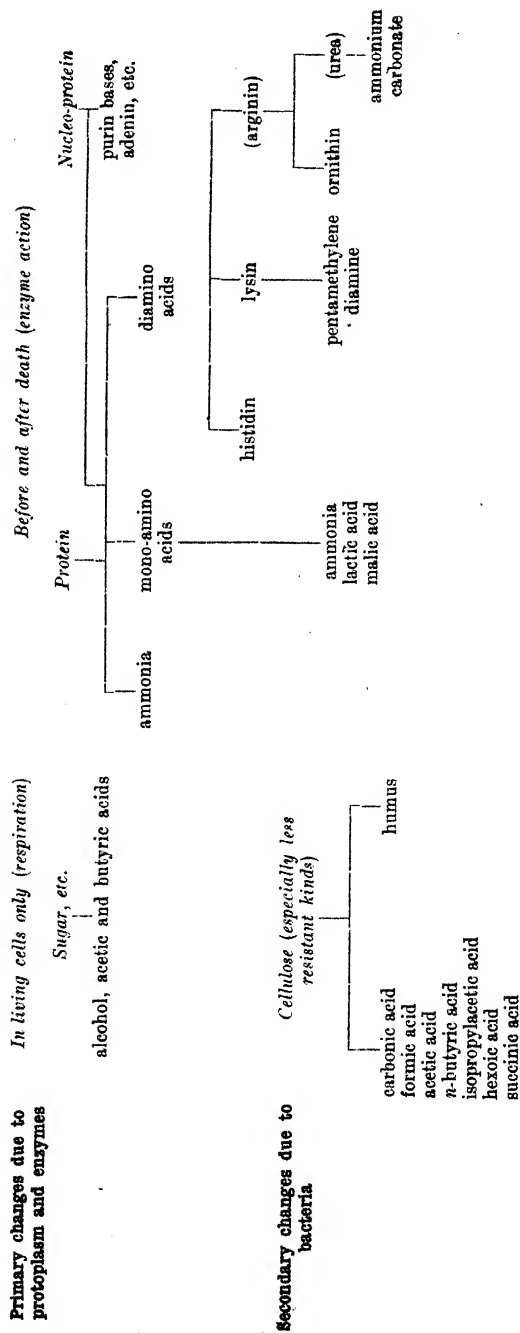 Primary changes due to
protoplasm and enzymes
In living cells only (respiration)
Sugar, etc.
alcohol, acetic and butyric acids
Before and after death (enzyme action)
Protein
Nucleo-protein
ammonia
mono-amino
acids
diamino
acids
purin bases,
adenin, etc.
histidin
lysin
(arginin)
Secondary changes due to
bacteria
Cellulose (especially less
resistant kinds)
carbonic acid
formic acid
acetic acid
n-butyric acid
isopropylacetic acid
hexoic acid
succinic acid
humus
ammonia
lactic acid
malic acid
pentamethylene
diamine
ornithin
(urea)
ammonium
carbonate